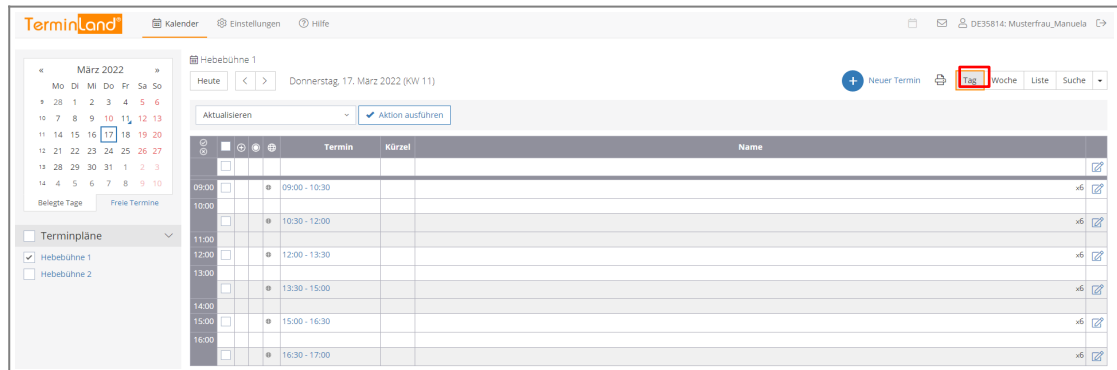 Terminland®
Kalender Einstellungen Hilfe DE35814: Musterfrau_Manuela
« März 2022 »
Mo Di Mi Do Fr Sa So
9 28 1 2 3 4 5 6
10 7 8 9 10 11 12 13
11 14 15 16 17 18 19 20
12 21 22 23 24 25 26 27
13 28 29 30 31 1 2 3
14 4 5 6 7 8 9 10
Belegte Tage Freie Termine
Terminpläne
Hebebühne 1
Hebebühne 2
Hebebühne 1
Heute < > Donnerstag, 17. März 2022 (KW 11) Neuer Termin Tag Woche Liste Suche
Aktualisieren Aktion ausführen
Termin Kürzel Name
09:00 09:00 - 10:30 x6
10:00
10:30 - 12:00 x6
11:00
12:00 12:00 - 13:30 x6
13:00
13:30 - 15:00 x6
14:00
15:00 15:00 - 16:30 x6
16:00
16:30 - 17:00 x6